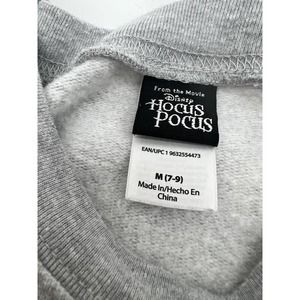 From the Movie
Disney
HOCUS
POCUS
EAN/UPC 1 9632554473
M (7-9)
Made In/Hecho En
China